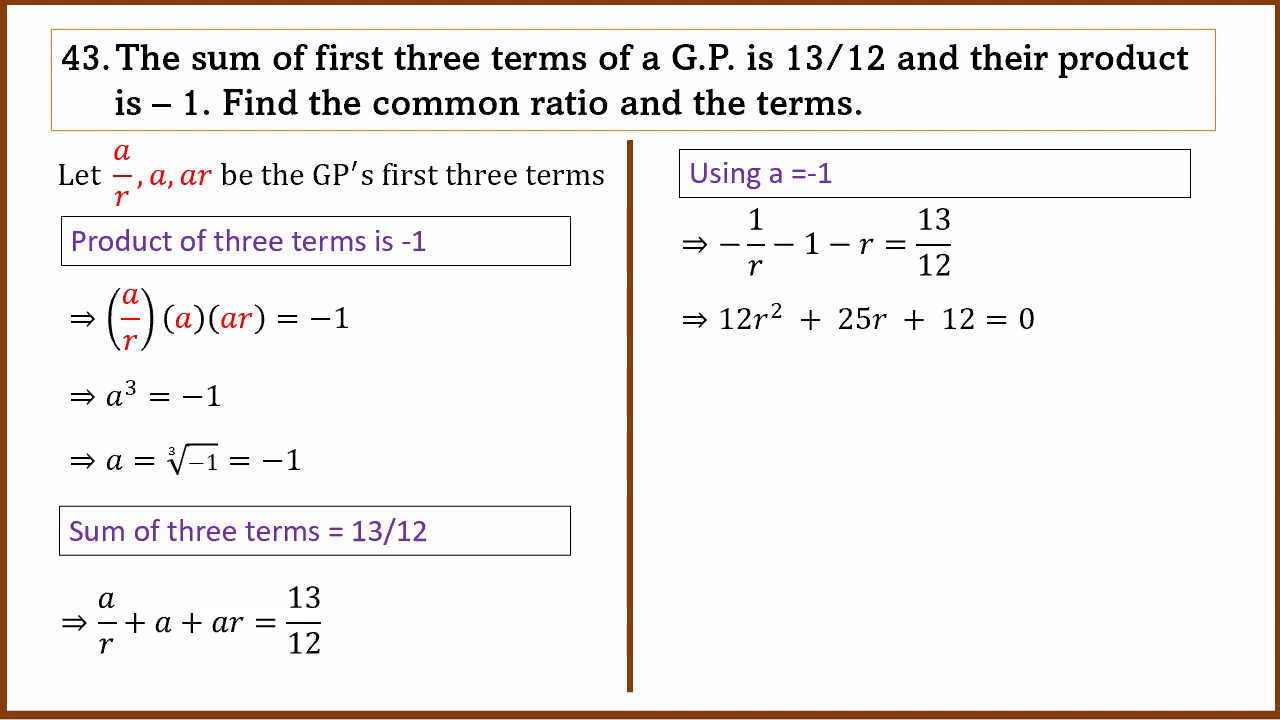 43. The sum of first three terms of a G.P. is 13/12 and their product
is – 1. Find the common ratio and the terms.
Let a/r, a, ar be the GP′s first three terms
Product of three terms is -1
⇒ (a/r) (a)(ar) = −1
⇒ a³ = −1
⇒ a = ∛−1 = −1
Sum of three terms = 13/12
⇒ a/r + a + ar = 13/12
Using a =-1
⇒ − 1/r − 1 − r = 13/12
⇒ 12r² + 25r + 12 = 0